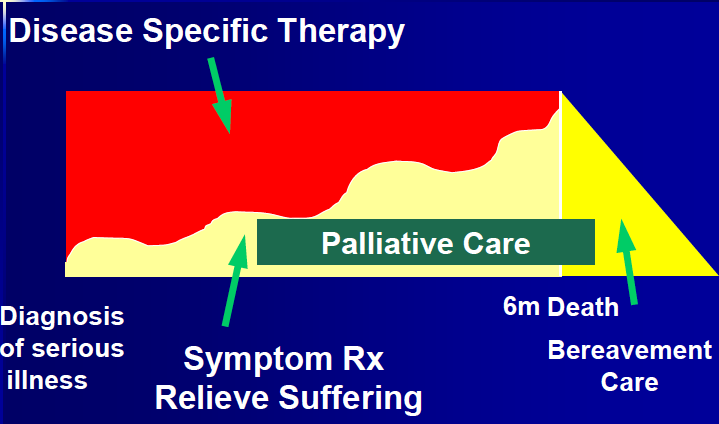 Disease Specific Therapy
Palliative Care
6m Death
Diagnosis
of serious
illness
Symptom Rx
Relieve Suffering
Bereavement
Care